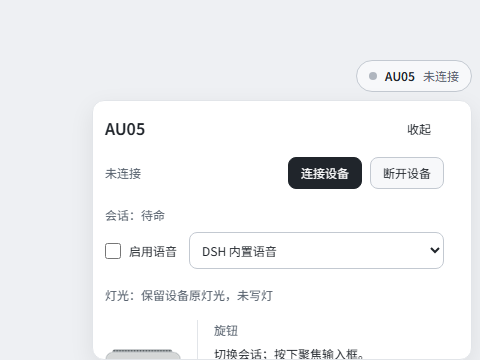 AU05 未连接
AU05 收起
未连接 连接设备 断开设备
会话：待命
启用语音 DSH 内置语音
灯光：保留设备原灯光，未写灯
旋钮
切换会话；按下聚焦输入框。